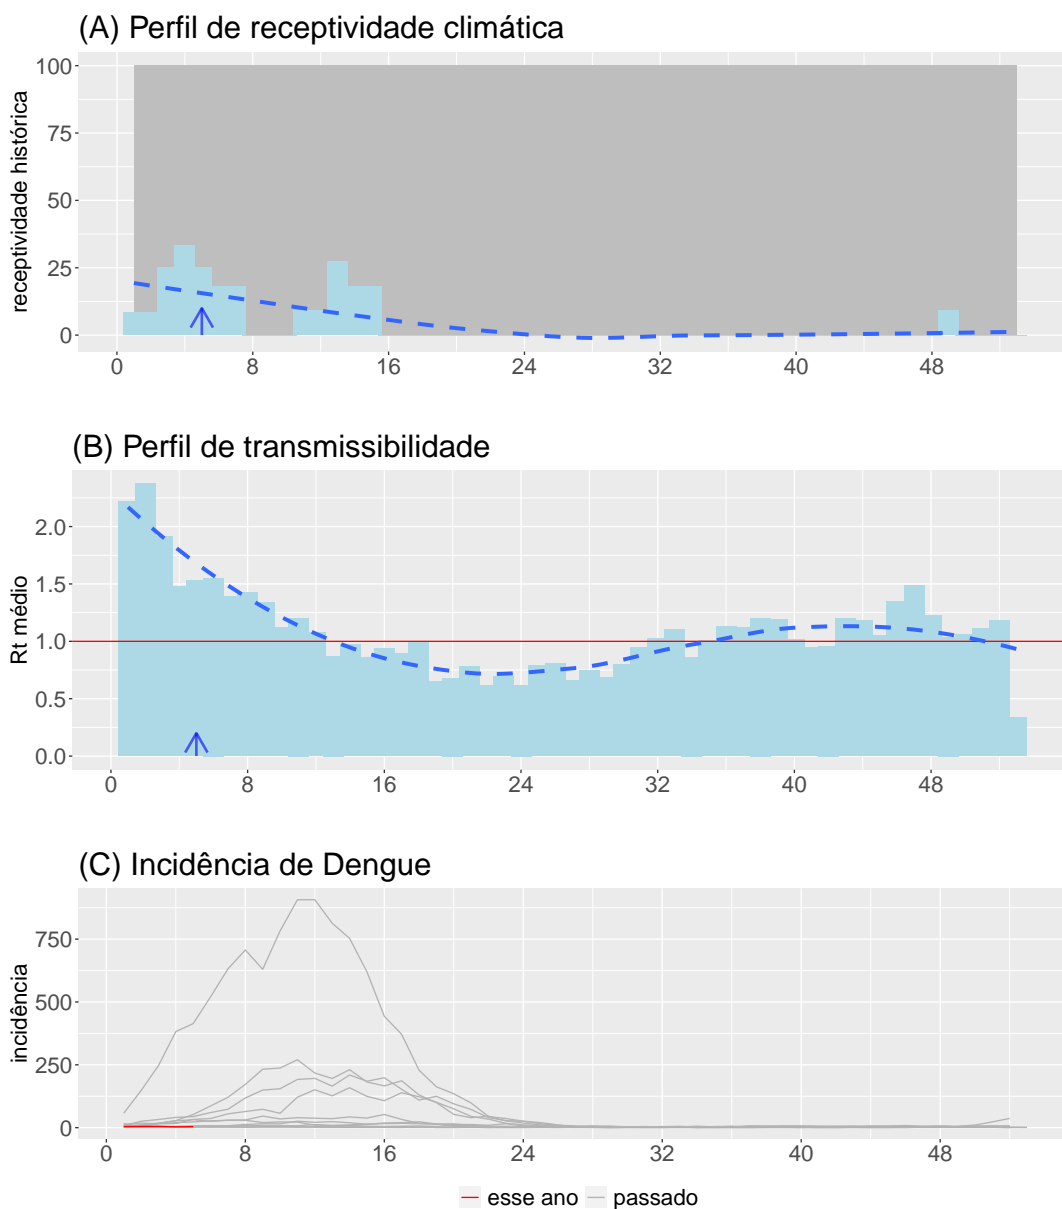 (A) Perfil de receptividade climática
receptividade histórica
100
75
50
25
0
0 8 16 24 32 40 48
(B) Perfil de transmissibilidade
Rt médio
2.0
1.5
1.0
0.5
0.0
0 8 16 24 32 40 48
(C) Incidência de Dengue
incidência
750
500
250
0
0 8 16 24 32 40 48
esse ano passado